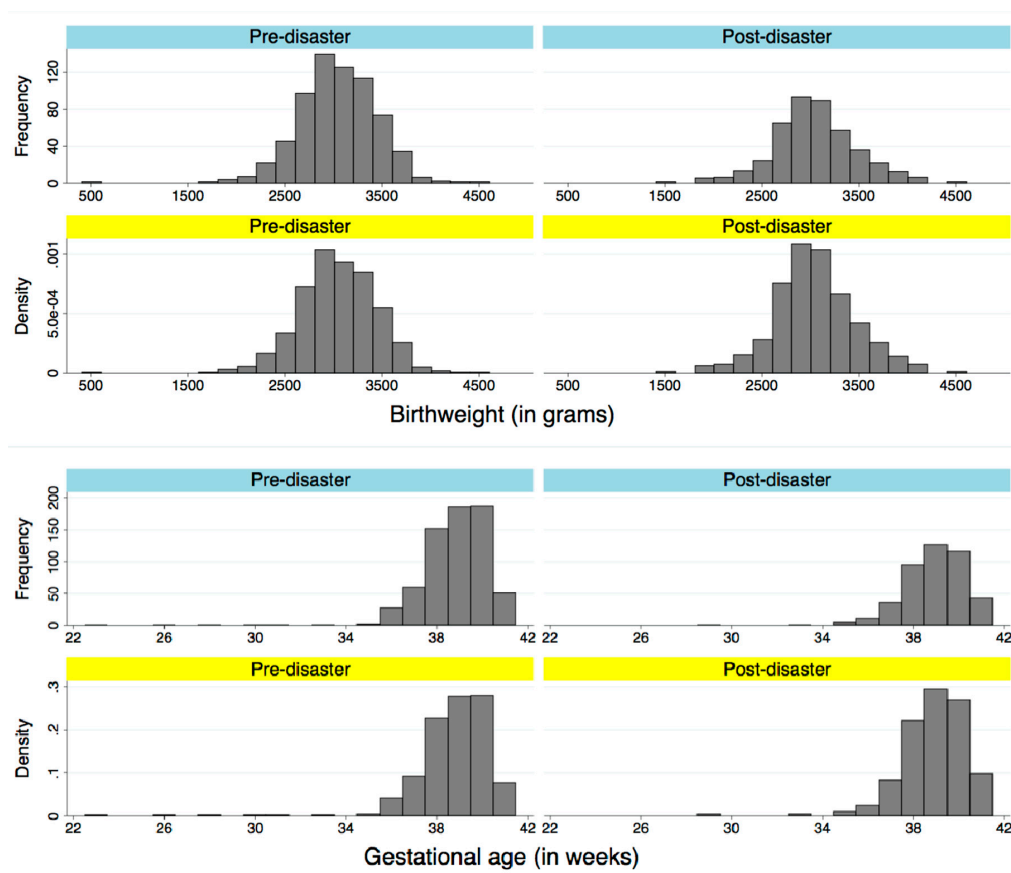 Pre-disaster Post-disaster
Frequency
120
80
40
0
500 1500 2500 3500 4500 500 1500 2500 3500 4500
Pre-disaster Post-disaster
Density
.001
5.0e-04
0
500 1500 2500 3500 4500 500 1500 2500 3500 4500
Birthweight (in grams)
Pre-disaster Post-disaster
Frequency
200
150
100
50
0
22 26 30 34 38 42 22 26 30 34 38 42
Pre-disaster Post-disaster
Density
.3
.2
.1
0
22 26 30 34 38 42 22 26 30 34 38 42
Gestational age (in weeks)